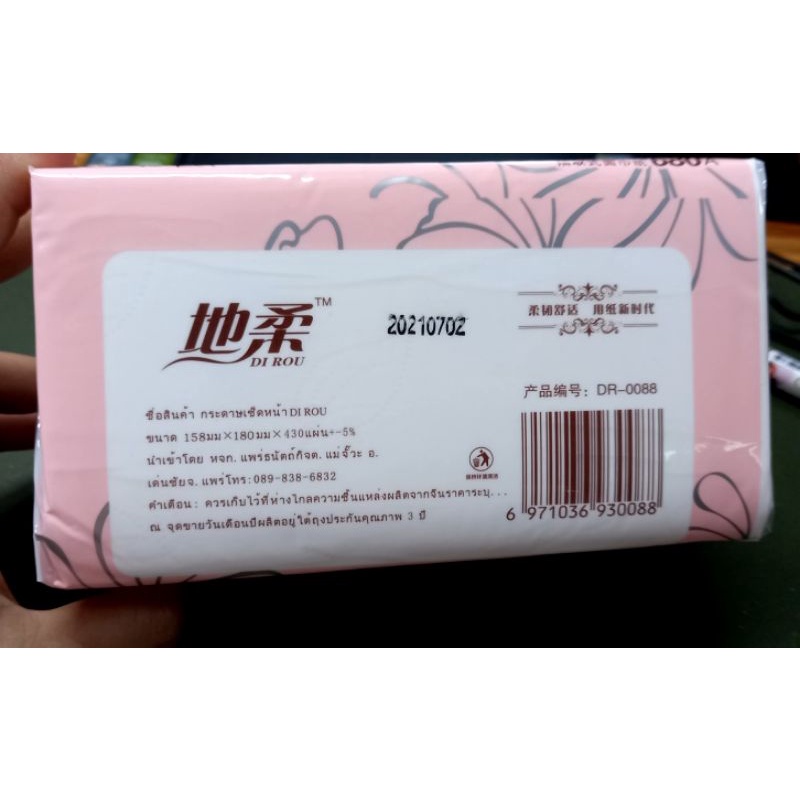 地柔™
DI ROU
20210702
柔韧舒适 用纸新时代
产品编号：DR-0088
ชื่อสินค้า กระดาษเช็ดหน้า DI ROU
ขนาด 158มม×180มม×430แผ่น+-5%
นำเข้าโดย หจก. แพร่ธนัตถ์กิจต. แม่จั๊วะ อ.
เด่นชัยจ. แพร่โทร:089-838-6832
คำเตือน: ควรเก็บไว้ที่ห่างไกลความชื้นแหล่งผลิตจากจีนราคาระบุ...
ณ จุดขายวันเดือนปีผลิตอยู่ใต้ถุงประกันคุณภาพ 3 ปี
6 971036 930088